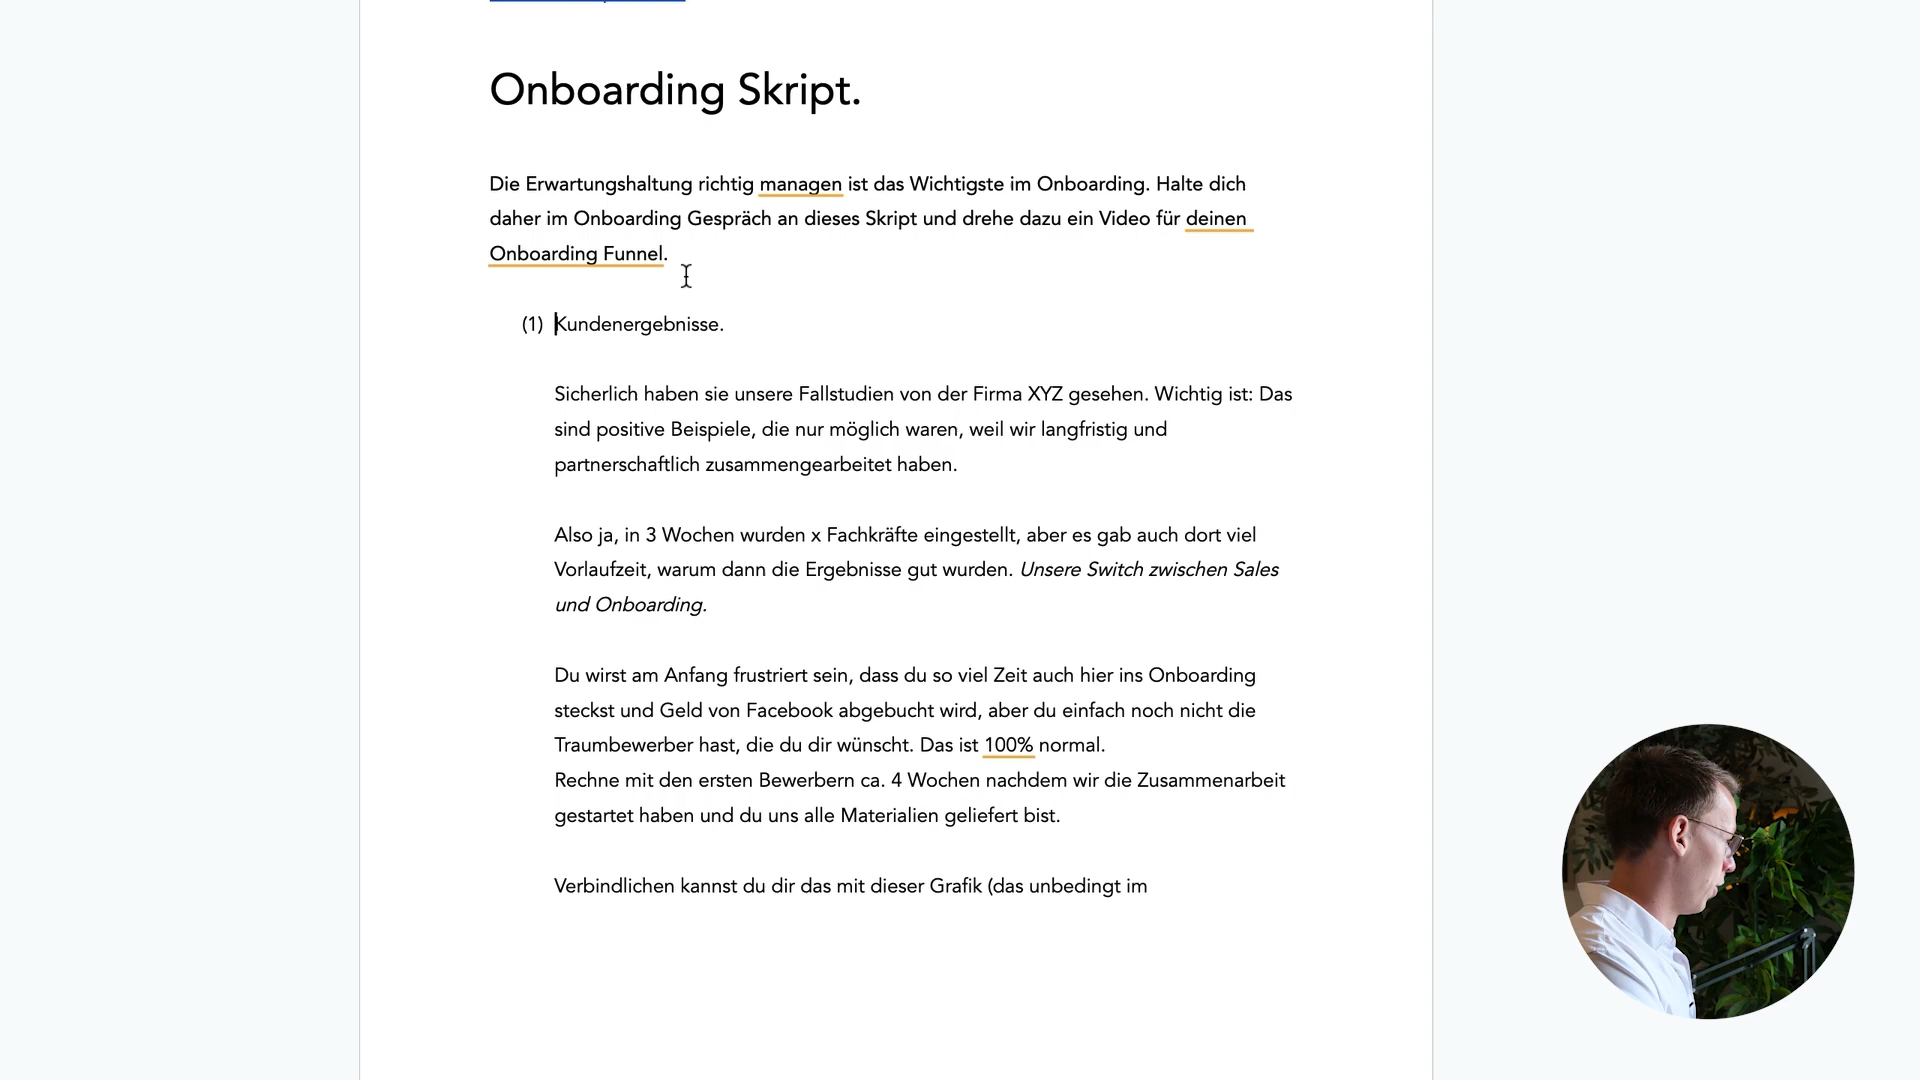 Onboarding Skript.
Die Erwartungshaltung richtig managen ist das Wichtigste im Onboarding. Halte dich
daher im Onboarding Gespräch an dieses Skript und drehe dazu ein Video für deinen
Onboarding Funnel.
(1) Kundenergebnisse.
Sicherlich haben sie unsere Fallstudien von der Firma XYZ gesehen. Wichtig ist: Das
sind positive Beispiele, die nur möglich waren, weil wir langfristig und
partnerschaftlich zusammengearbeitet haben.
Also ja, in 3 Wochen wurden x Fachkräfte eingestellt, aber es gab auch dort viel
Vorlaufzeit, warum dann die Ergebnisse gut wurden. Unsere Switch zwischen Sales
und Onboarding.
Du wirst am Anfang frustriert sein, dass du so viel Zeit auch hier ins Onboarding
steckst und Geld von Facebook abgebucht wird, aber du einfach noch nicht die
Traumbewerber hast, die du dir wünscht. Das ist 100% normal.
Rechne mit den ersten Bewerbern ca. 4 Wochen nachdem wir die Zusammenarbeit
gestartet haben und du uns alle Materialien geliefert bist.
Verbindlichen kannst du dir das mit dieser Grafik (das unbedingt im